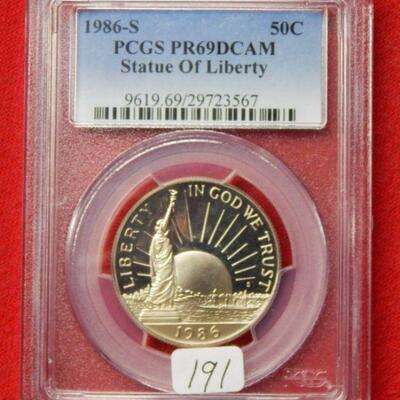 1986-S 50C
PCGS PR69DCAM
Statue Of Liberty
9619.69/29723567
LIBERTY
IN GOD WE TRUST
S
1986
191